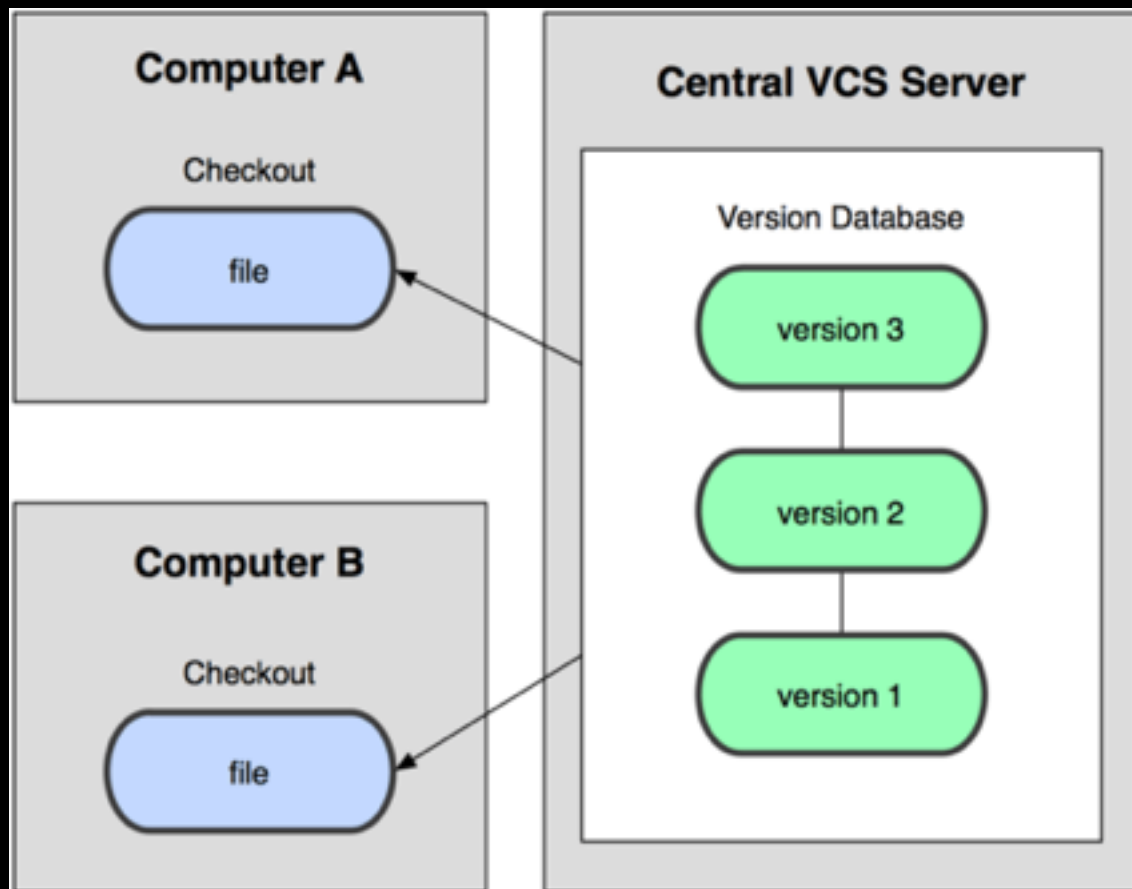 Computer A
Checkout
file
Central VCS Server
Version Database
version 3
version 2
version 1
Computer B
Checkout
file